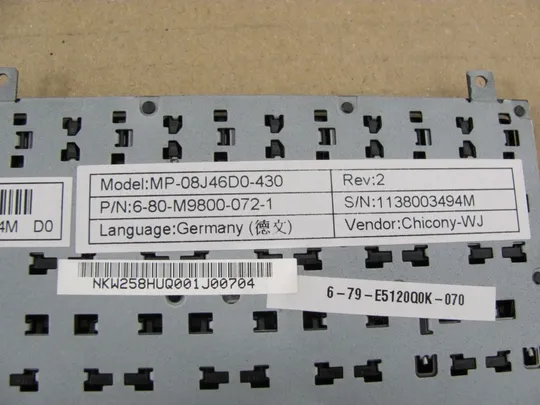 Model:MP-08J46D0-430 Rev:2
P/N:6-80-M9800-072-1 S/N:1138003494M
Language:Germany (德文) Vendor:Chicony-WJ
4M D0
NKW258HUQ001J00704
6-79-E5120Q0K-070